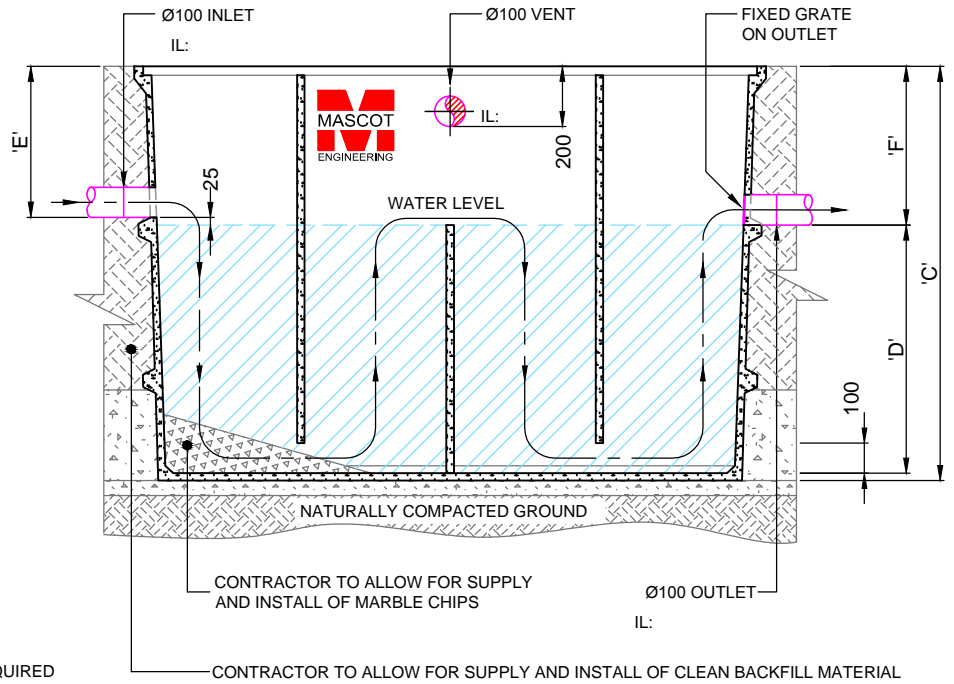 Ø100 INLET
IL:
Ø100 VENT
FIXED GRATE
ON OUTLET
MASCOT
ENGINEERING
IL:
200
'E'
25
WATER LEVEL
'F'
'C'
'D'
100
NATURALLY COMPACTED GROUND
CONTRACTOR TO ALLOW FOR SUPPLY
AND INSTALL OF MARBLE CHIPS
Ø100 OUTLET
IL:
CONTRACTOR TO ALLOW FOR SUPPLY AND INSTALL OF CLEAN BACKFILL MATERIAL